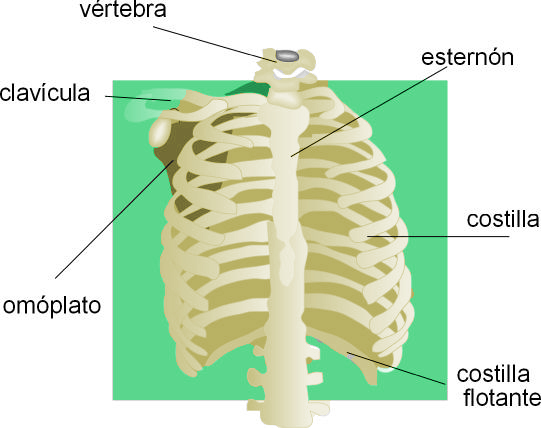 vértebra
esternón
clavícula
costilla
omóplato
costilla
flotante